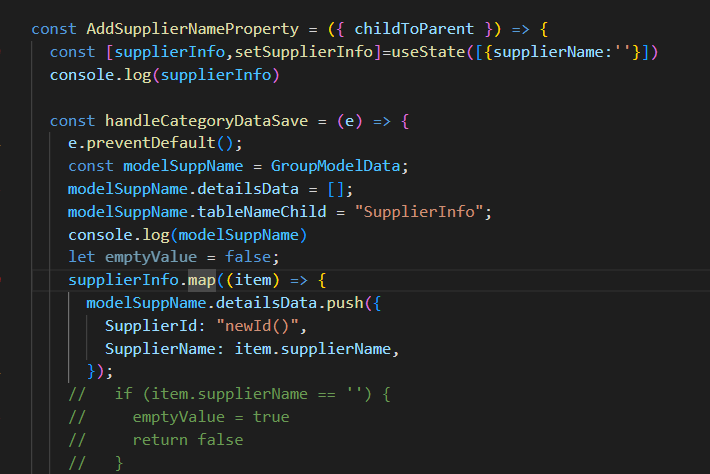 const AddSupplierNameProperty = ({ childToParent }) => {
const [supplierInfo,setSupplierInfo]=useState([{supplierName:''}])
console.log(supplierInfo)
const handleCategoryDataSave = (e) => {
e.preventDefault();
const modelSuppName = GroupModelData;
modelSuppName.detailsData = [];
modelSuppName.tableNameChild = "SupplierInfo";
console.log(modelSuppName)
let emptyValue = false;
supplierInfo.map((item) => {
modelSuppName.detailsData.push({
SupplierId: "newId()",
SupplierName: item.supplierName,
});
//   if (item.supplierName == '') {
//     emptyValue = true
//     return false
//   }